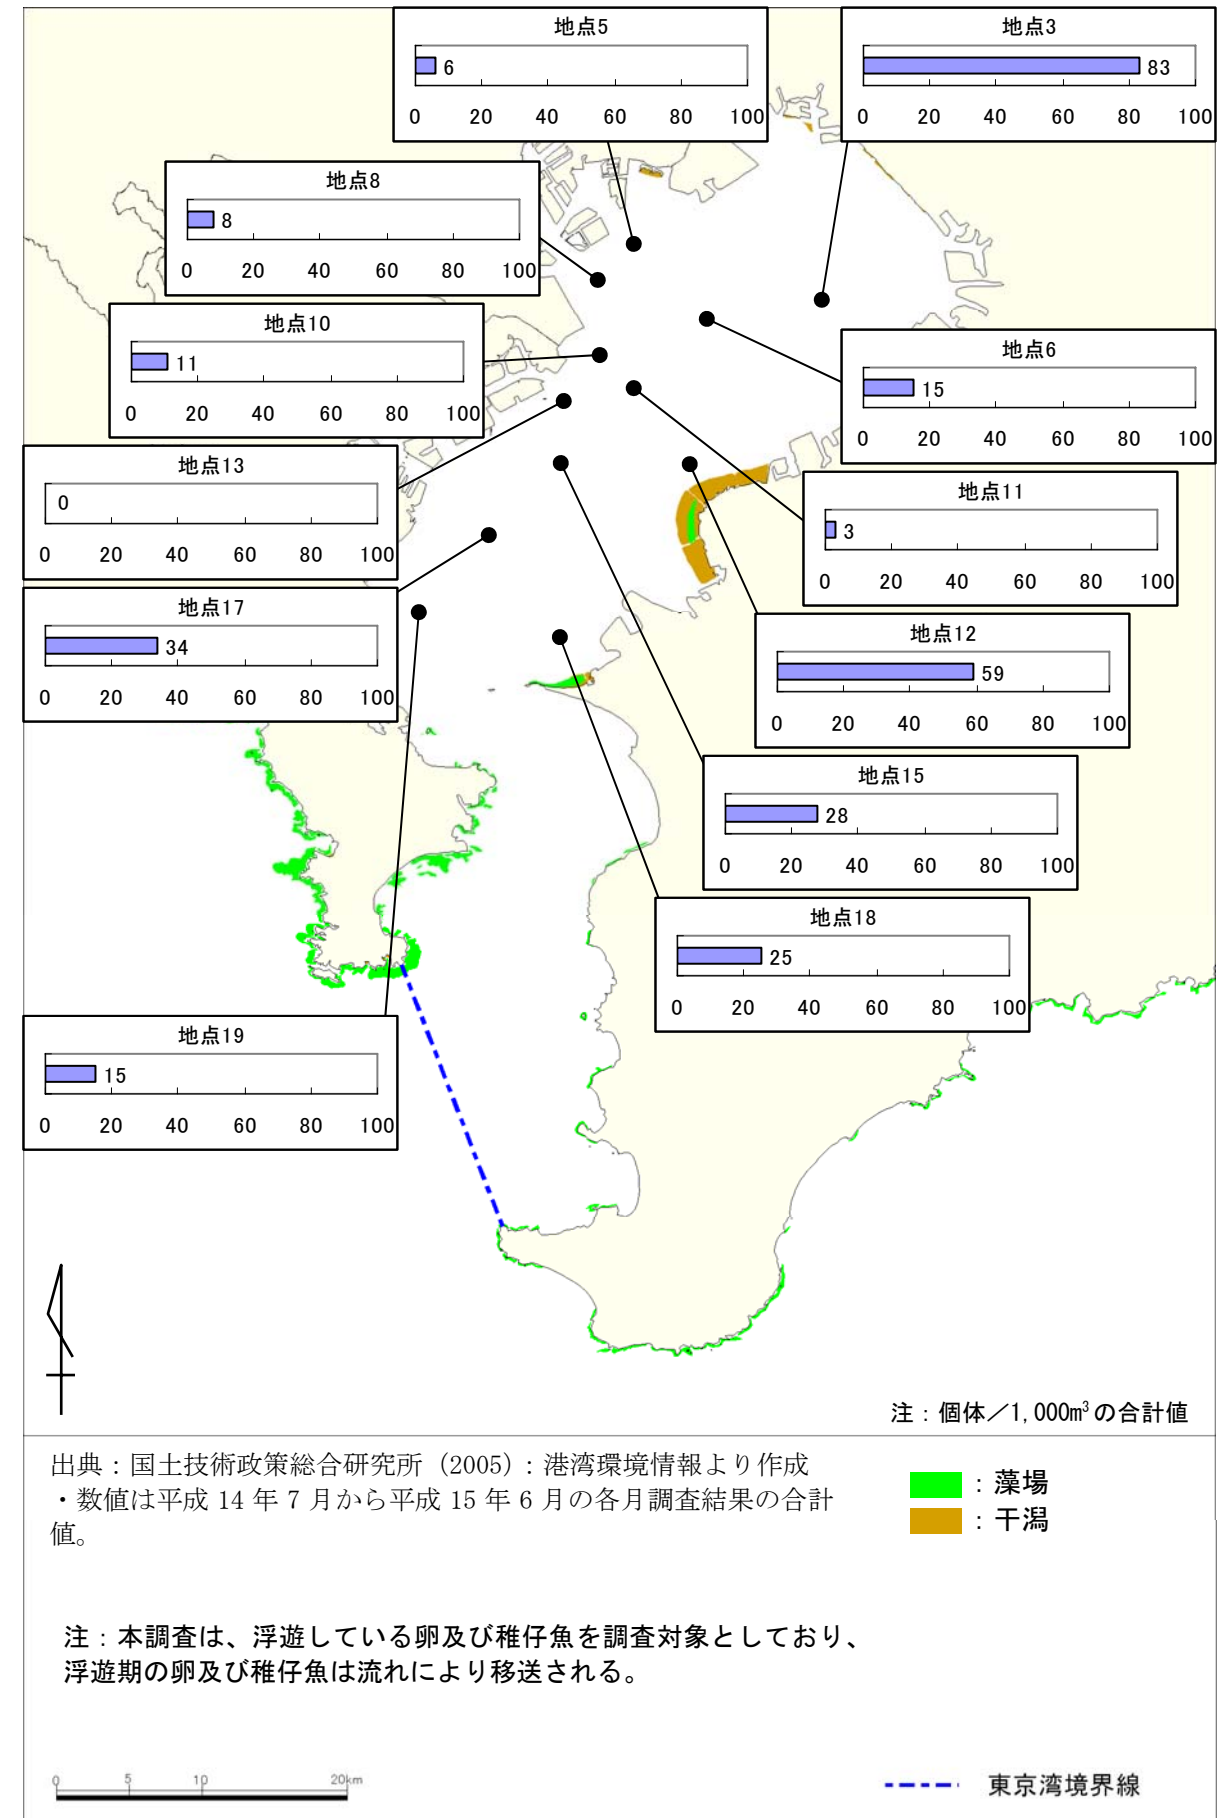 地点5
6
0 20 40 60 80 100
地点3
83
0 20 40 60 80 100
地点8
8
0 20 40 60 80 100
地点10
11
0 20 40 60 80 100
地点6
15
0 20 40 60 80 100
地点13
0
0 20 40 60 80 100
地点11
3
0 20 40 60 80 100
地点17
34
0 20 40 60 80 100
地点12
59
0 20 40 60 80 100
地点15
28
0 20 40 60 80 100
地点18
25
0 20 40 60 80 100
地点19
15
0 20 40 60 80 100
注：個体／1,000m³の合計値
出典：国土技術政策総合研究所（2005）：港湾環境情報より作成
・数値は平成 14 年 7 月から平成 15 年 6 月の各月調査結果の合計
値。
：藻場
：干潟
注：本調査は、浮遊している卵及び稚仔魚を調査対象としており、
浮遊期の卵及び稚仔魚は流れにより移送される。
0 5 10 20km
東京湾境界線